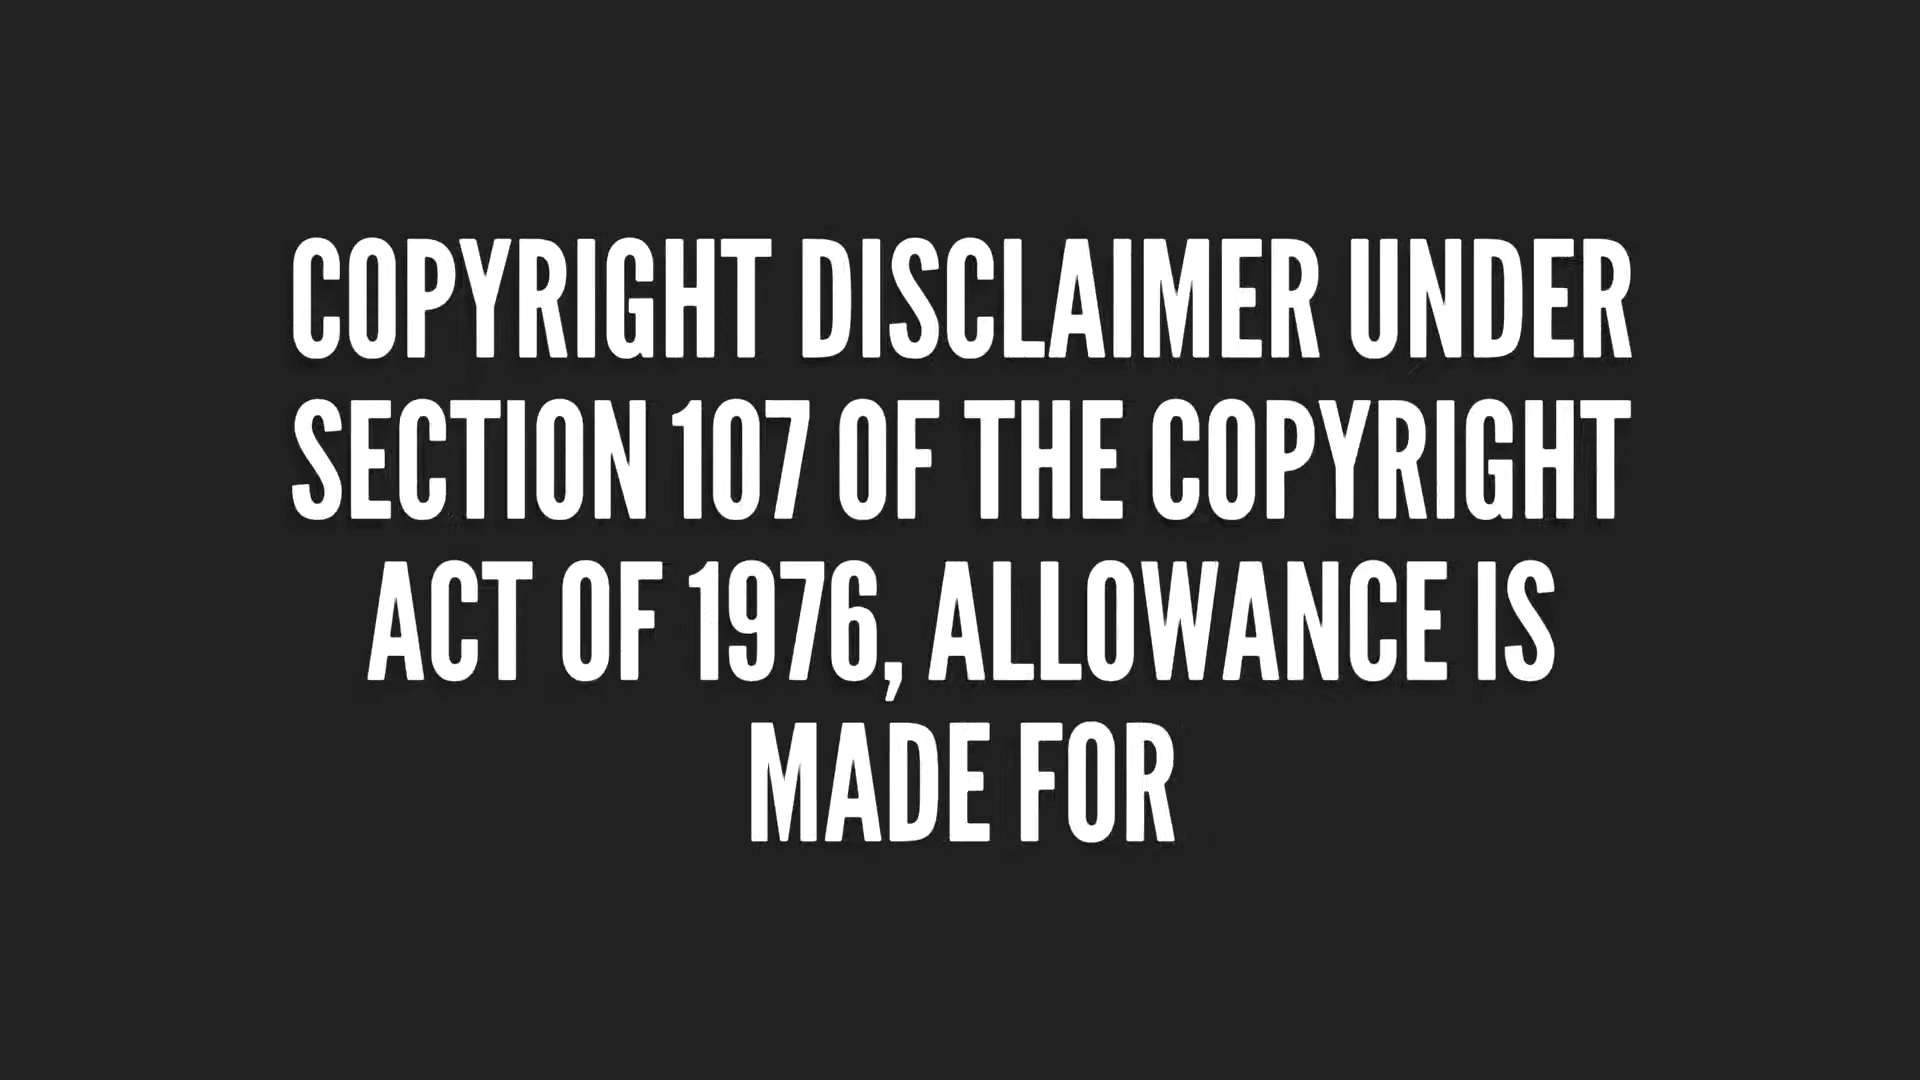 COPYRIGHT DISCLAIMER UNDER
SECTION 107 OF THE COPYRIGHT
ACT OF 1976, ALLOWANCE IS
MADE FOR